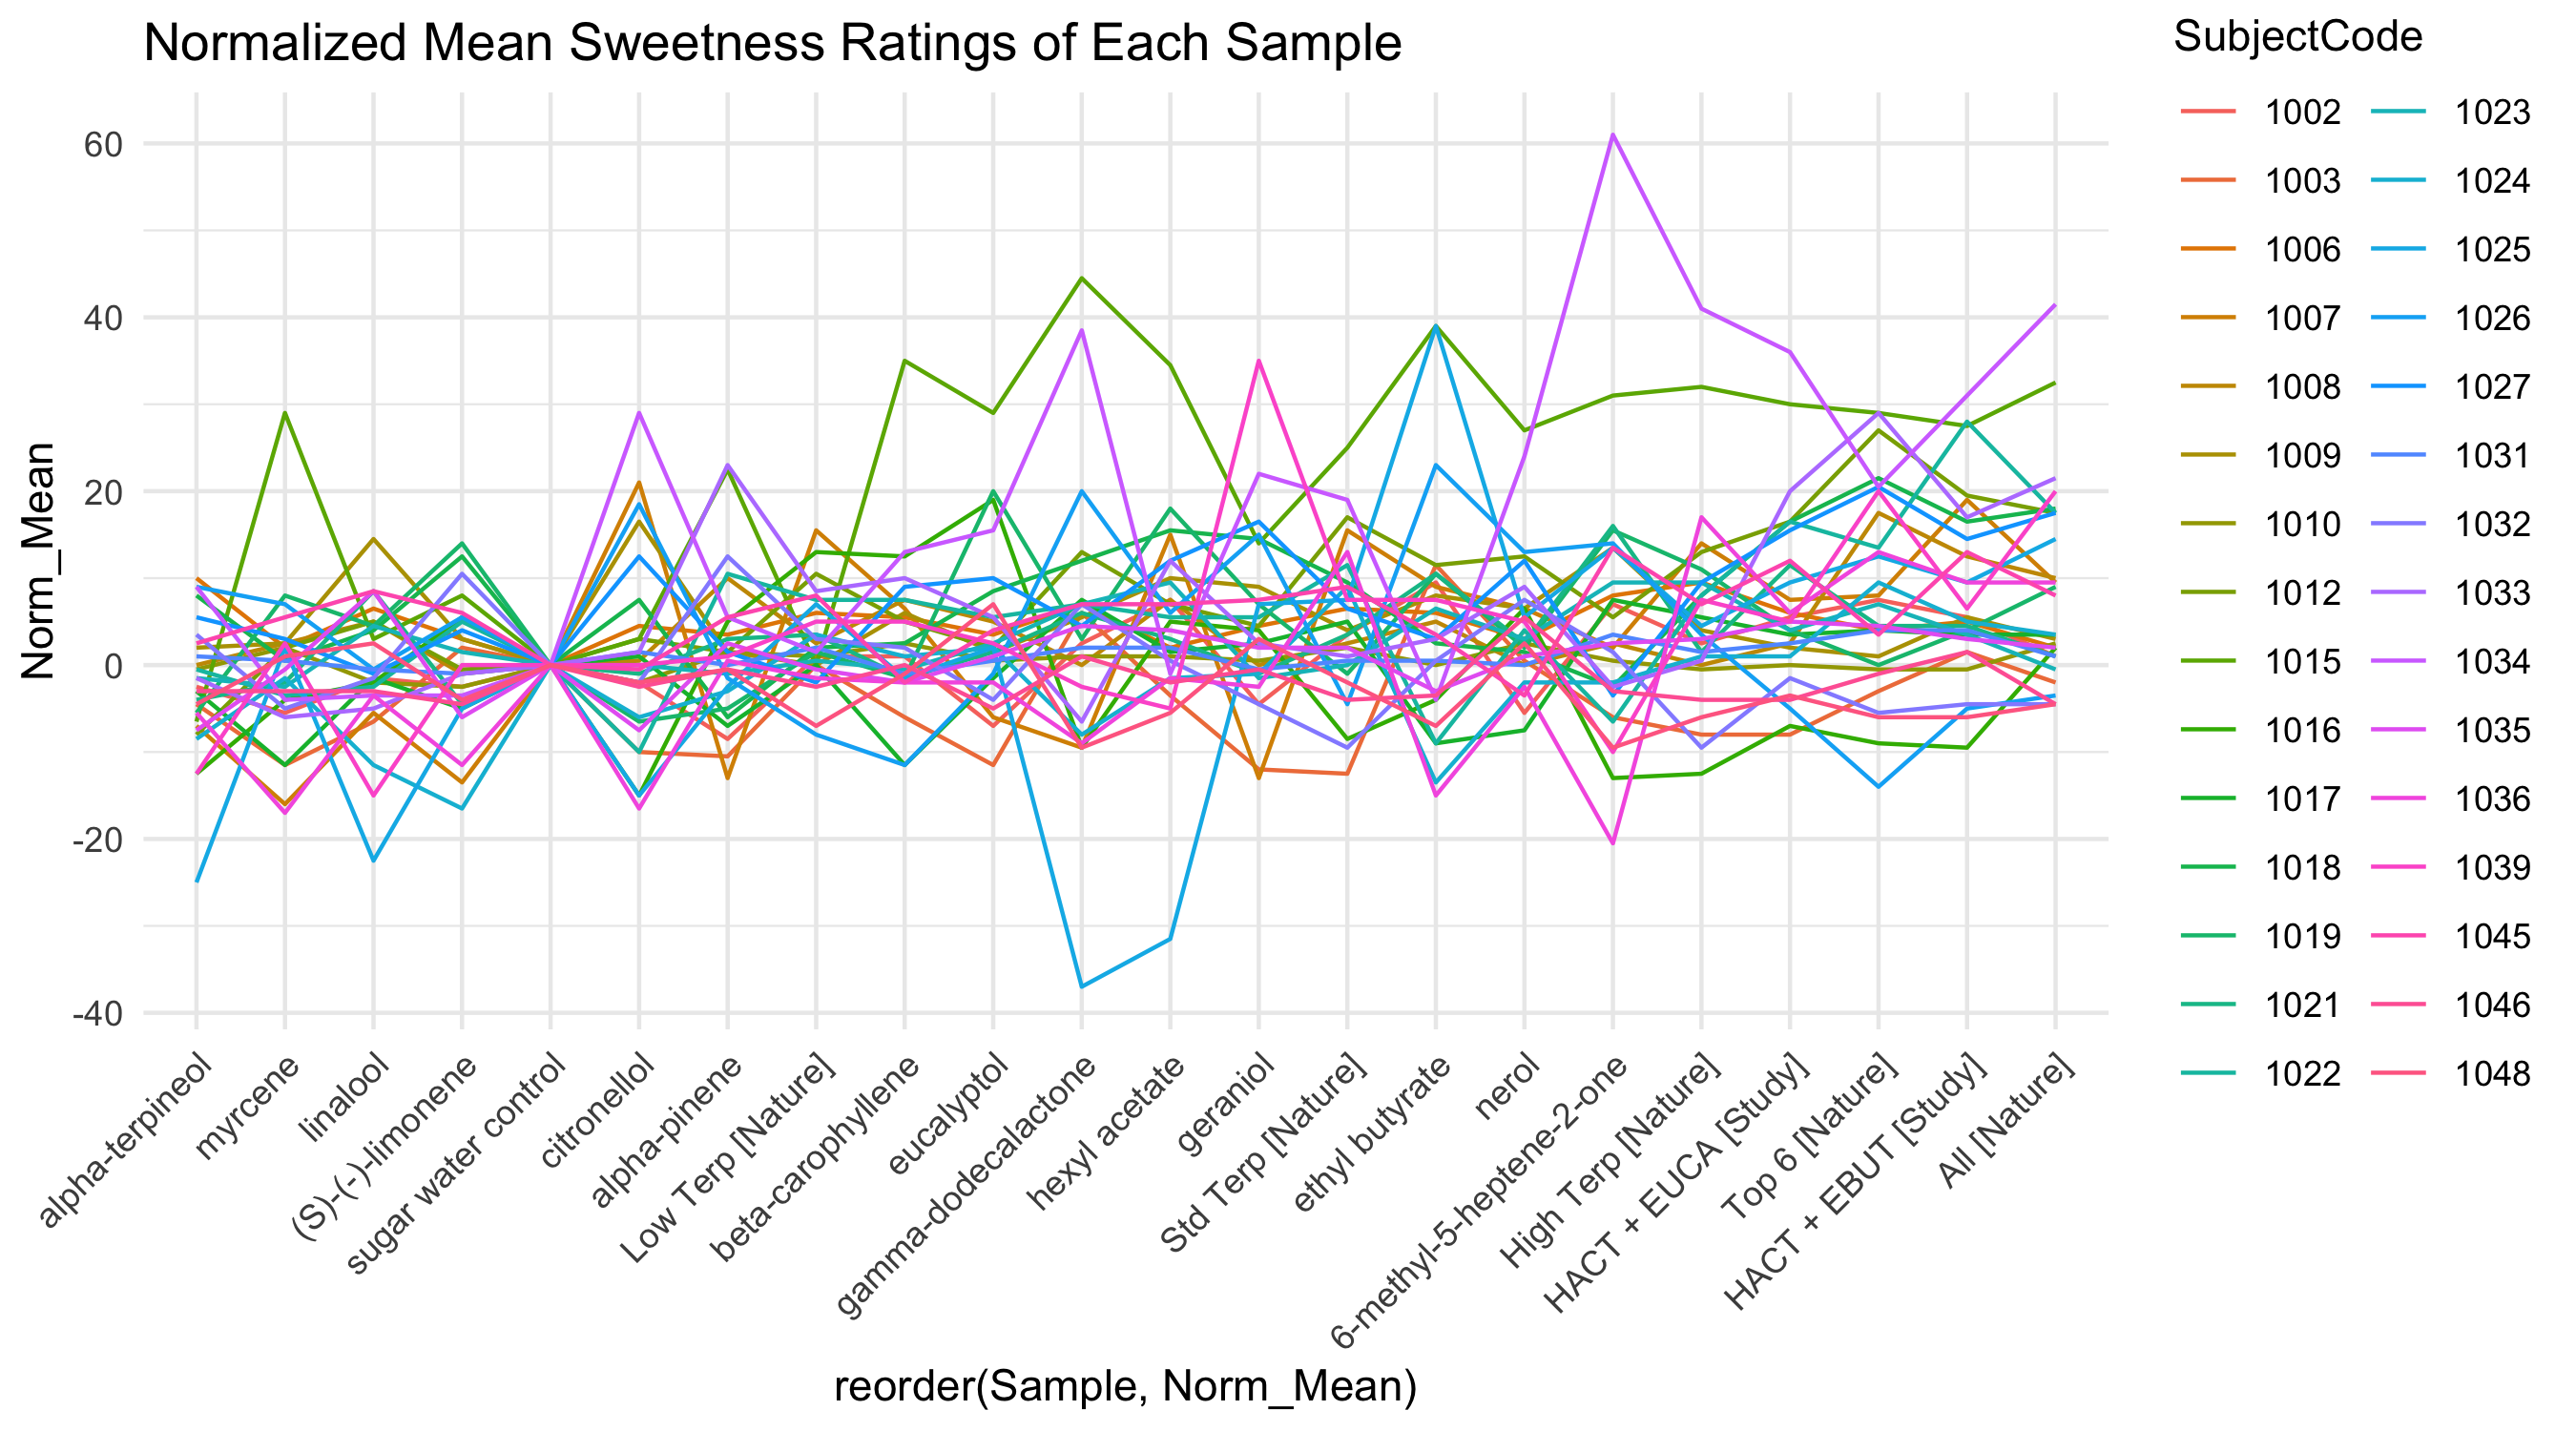 Normalized Mean Sweetness Ratings of Each Sample
SubjectCode
1002
1003
1006
1007
1008
1009
1010
1012
1015
1016
1017
1018
1019
1021
1022
1023
1024
1025
1026
1027
1031
1032
1033
1034
1035
1036
1039
1045
1046
1048
Norm_Mean
60
40
20
0
-20
-40
alpha-terpineol
myrcene
linalool
(S)-(-)-limonene
sugar water control
citronellol
alpha-pinene
Low Terp [Nature]
beta-carophyllene
eucalyptol
gamma-dodecalactone
hexyl acetate
geraniol
Std Terp [Nature]
ethyl butyrate
nerol
6-methyl-5-heptene-2-one
High Terp [Nature]
HACT + EUCA [Study]
Top 6 [Nature]
HACT + EBUT [Study]
All [Nature]
reorder(Sample, Norm_Mean)